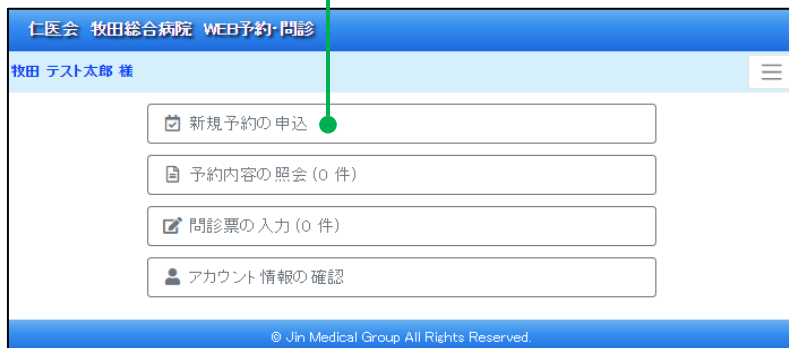 仁医会 牧田総合病院 WEB予約・問診
牧田 テスト太郎 様
新規予約の申込
予約内容の照会(0 件)
問診票の入力(0 件)
アカウント情報の確認
© Jin Medical Group All Rights Reserved.